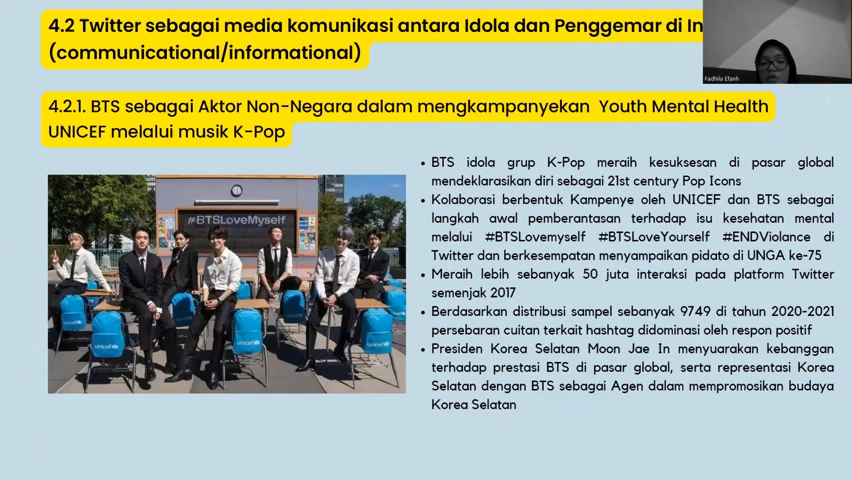 4.2 Twitter sebagai media komunikasi antara Idola dan Penggemar di In
(communicational/informational)
Fadhiia Efanh
4.2.1. BTS sebagai Aktor Non-Negara dalam mengkampanyekan Youth Mental Health
UNICEF melalui musik K-Pop
#BTSLoveMyself
unicef
unicef
unicef
unicef
• BTS idola grup K-Pop meraih kesuksesan di pasar global
mendeklarasikan diri sebagai 21st century Pop Icons
• Kolaborasi berbentuk Kampenye oleh UNICEF dan BTS sebagai
langkah awal pemberantasan terhadap isu kesehatan mental
melalui #BTSLovemyself #BTSLoveYourself #ENDViolance di
Twitter dan berkesempatan menyampaikan pidato di UNGA ke-75
• Meraih lebih sebanyak 50 juta interaksi pada platform Twitter
semenjak 2017
• Berdasarkan distribusi sampel sebanyak 9749 di tahun 2020-2021
persebaran cuitan terkait hashtag didominasi oleh respon positif
• Presiden Korea Selatan Moon Jae In menyuarakan kebanggan
terhadap prestasi BTS di pasar global, serta representasi Korea
Selatan dengan BTS sebagai Agen dalam mempromosikan budaya
Korea Selatan